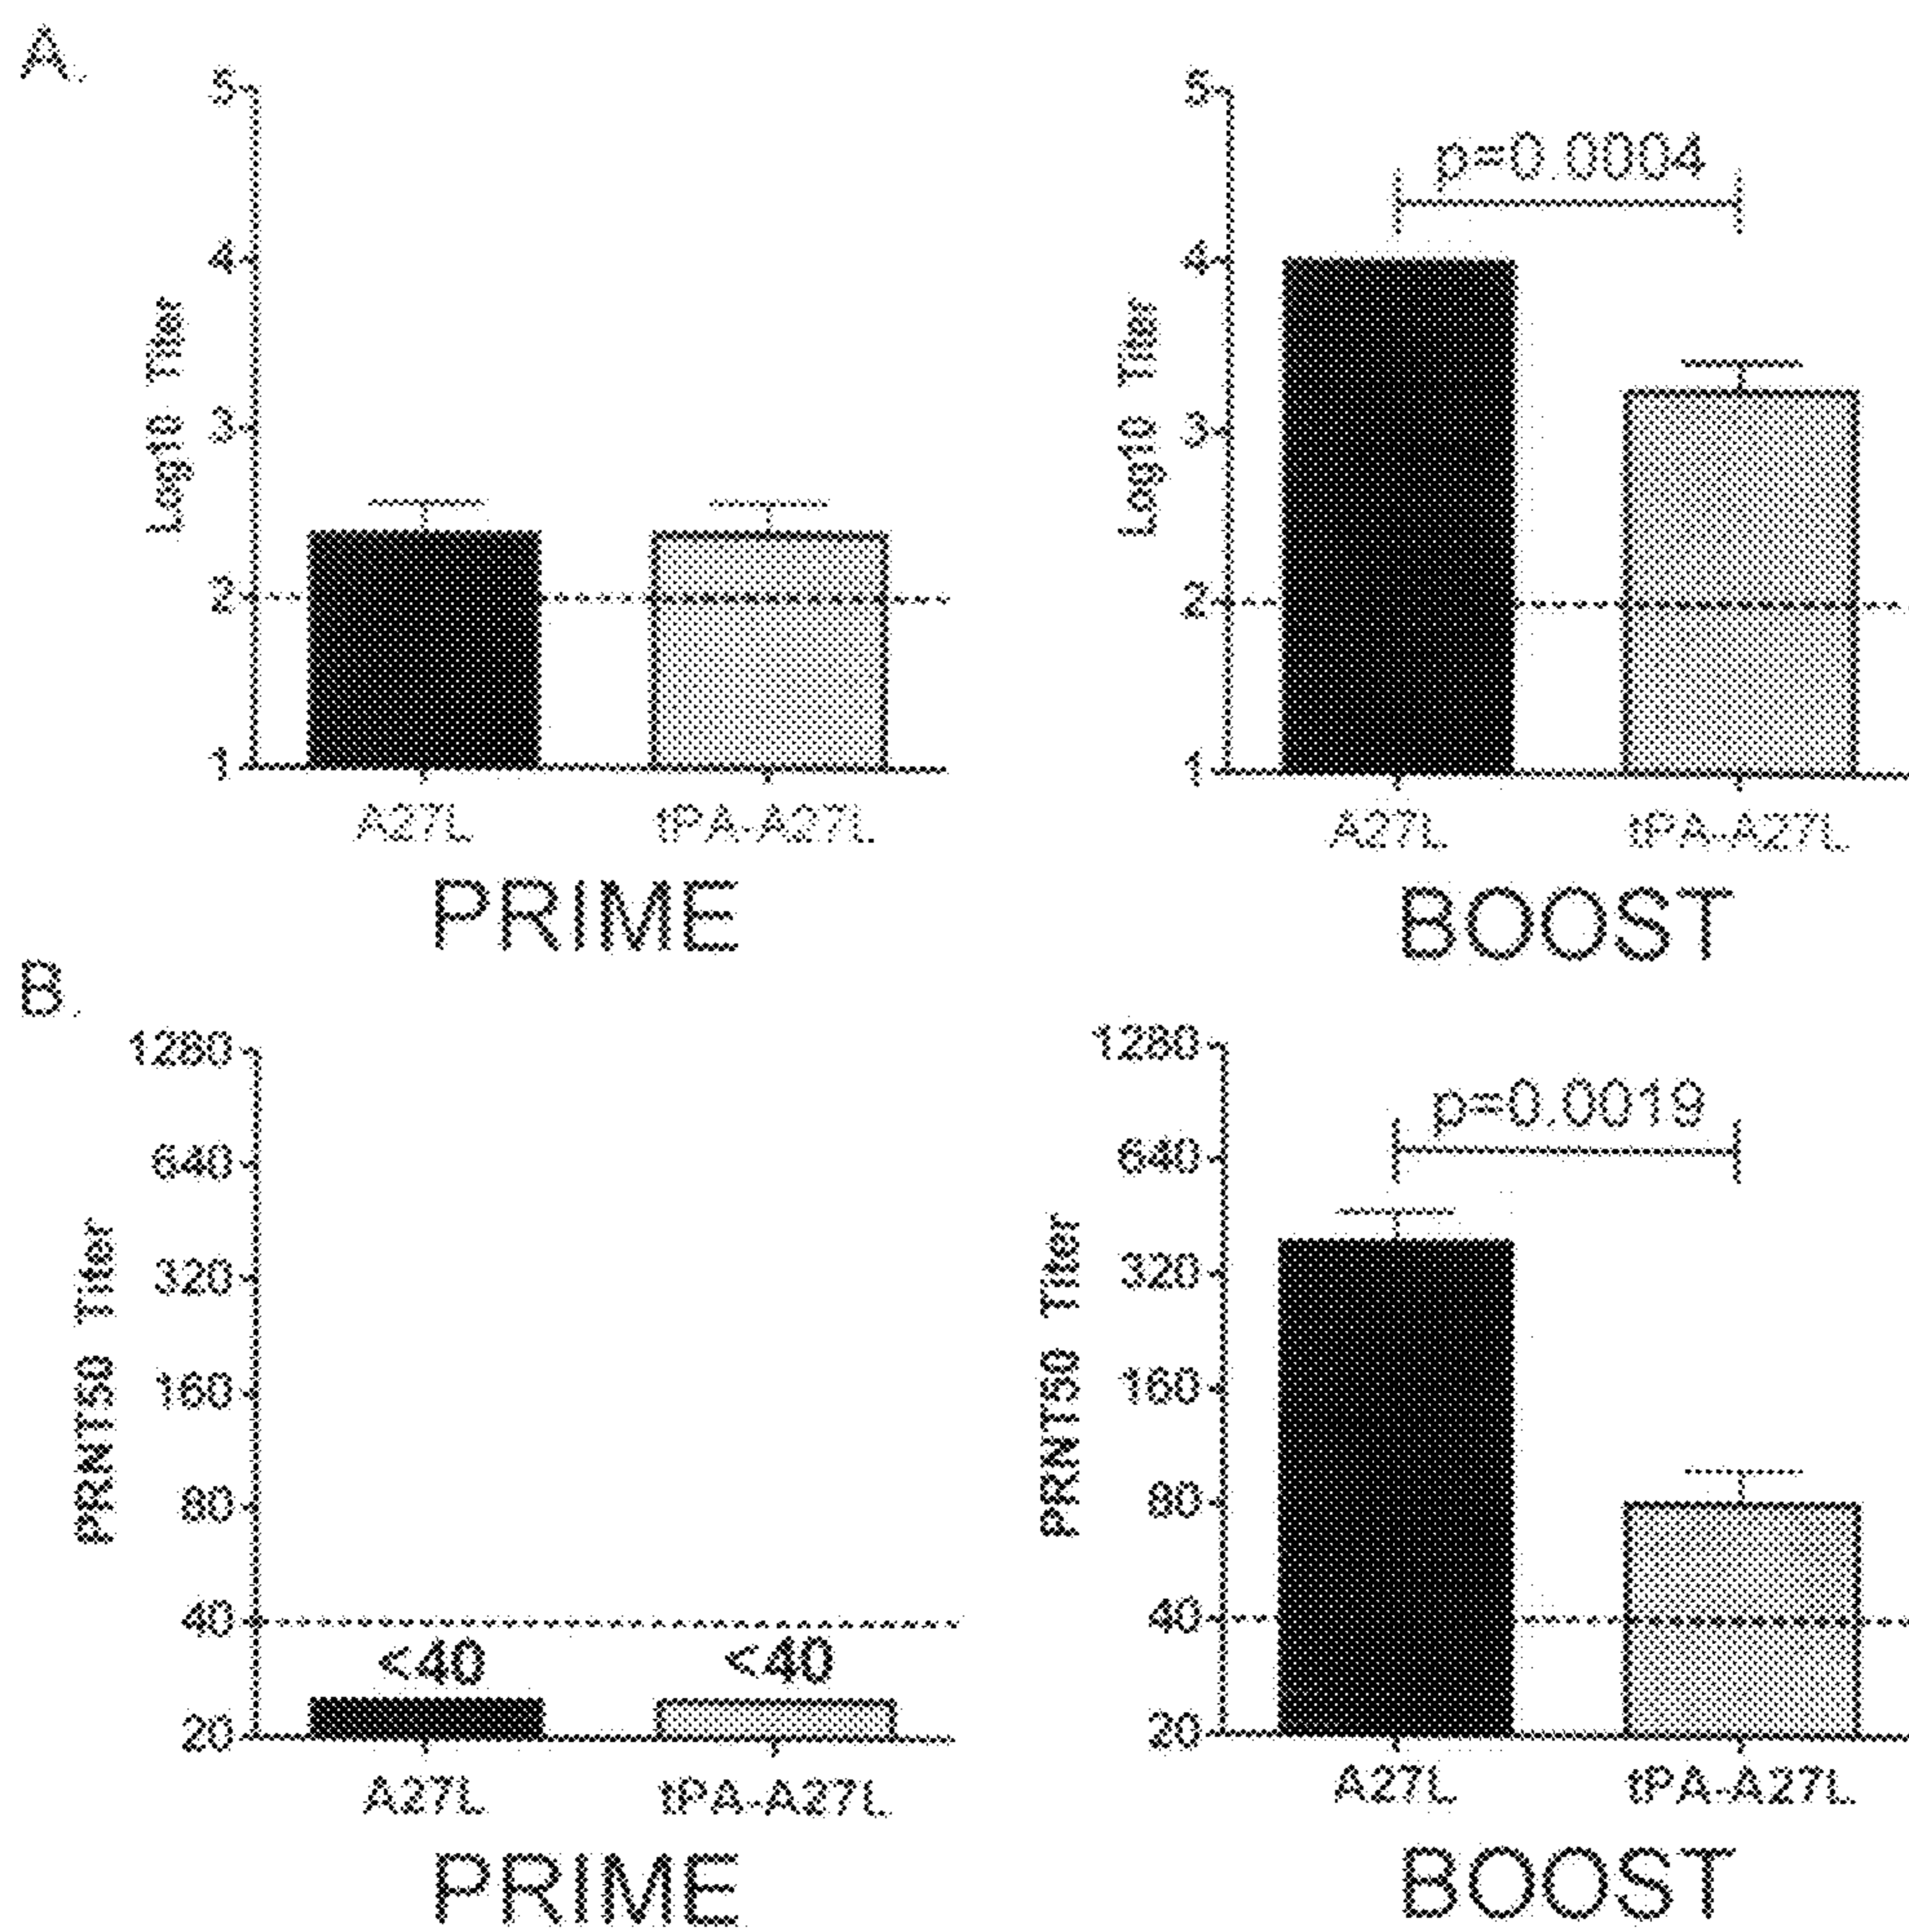 A.
5
4
3
2
1
Log10 Titer
A27L
tPA-A27L
PRIME
5
4
3
2
1
Log10 Titer
p=0.0004
A27L
tPA-A27L
BOOST
B.
1280
640
320
160
80
40
20
PRNT50 Titer
<40
<40
A27L
tPA-A27L
PRIME
1280
640
320
160
80
40
20
PRNT50 Titer
p=0.0019
A27L
tPA-A27L
BOOST